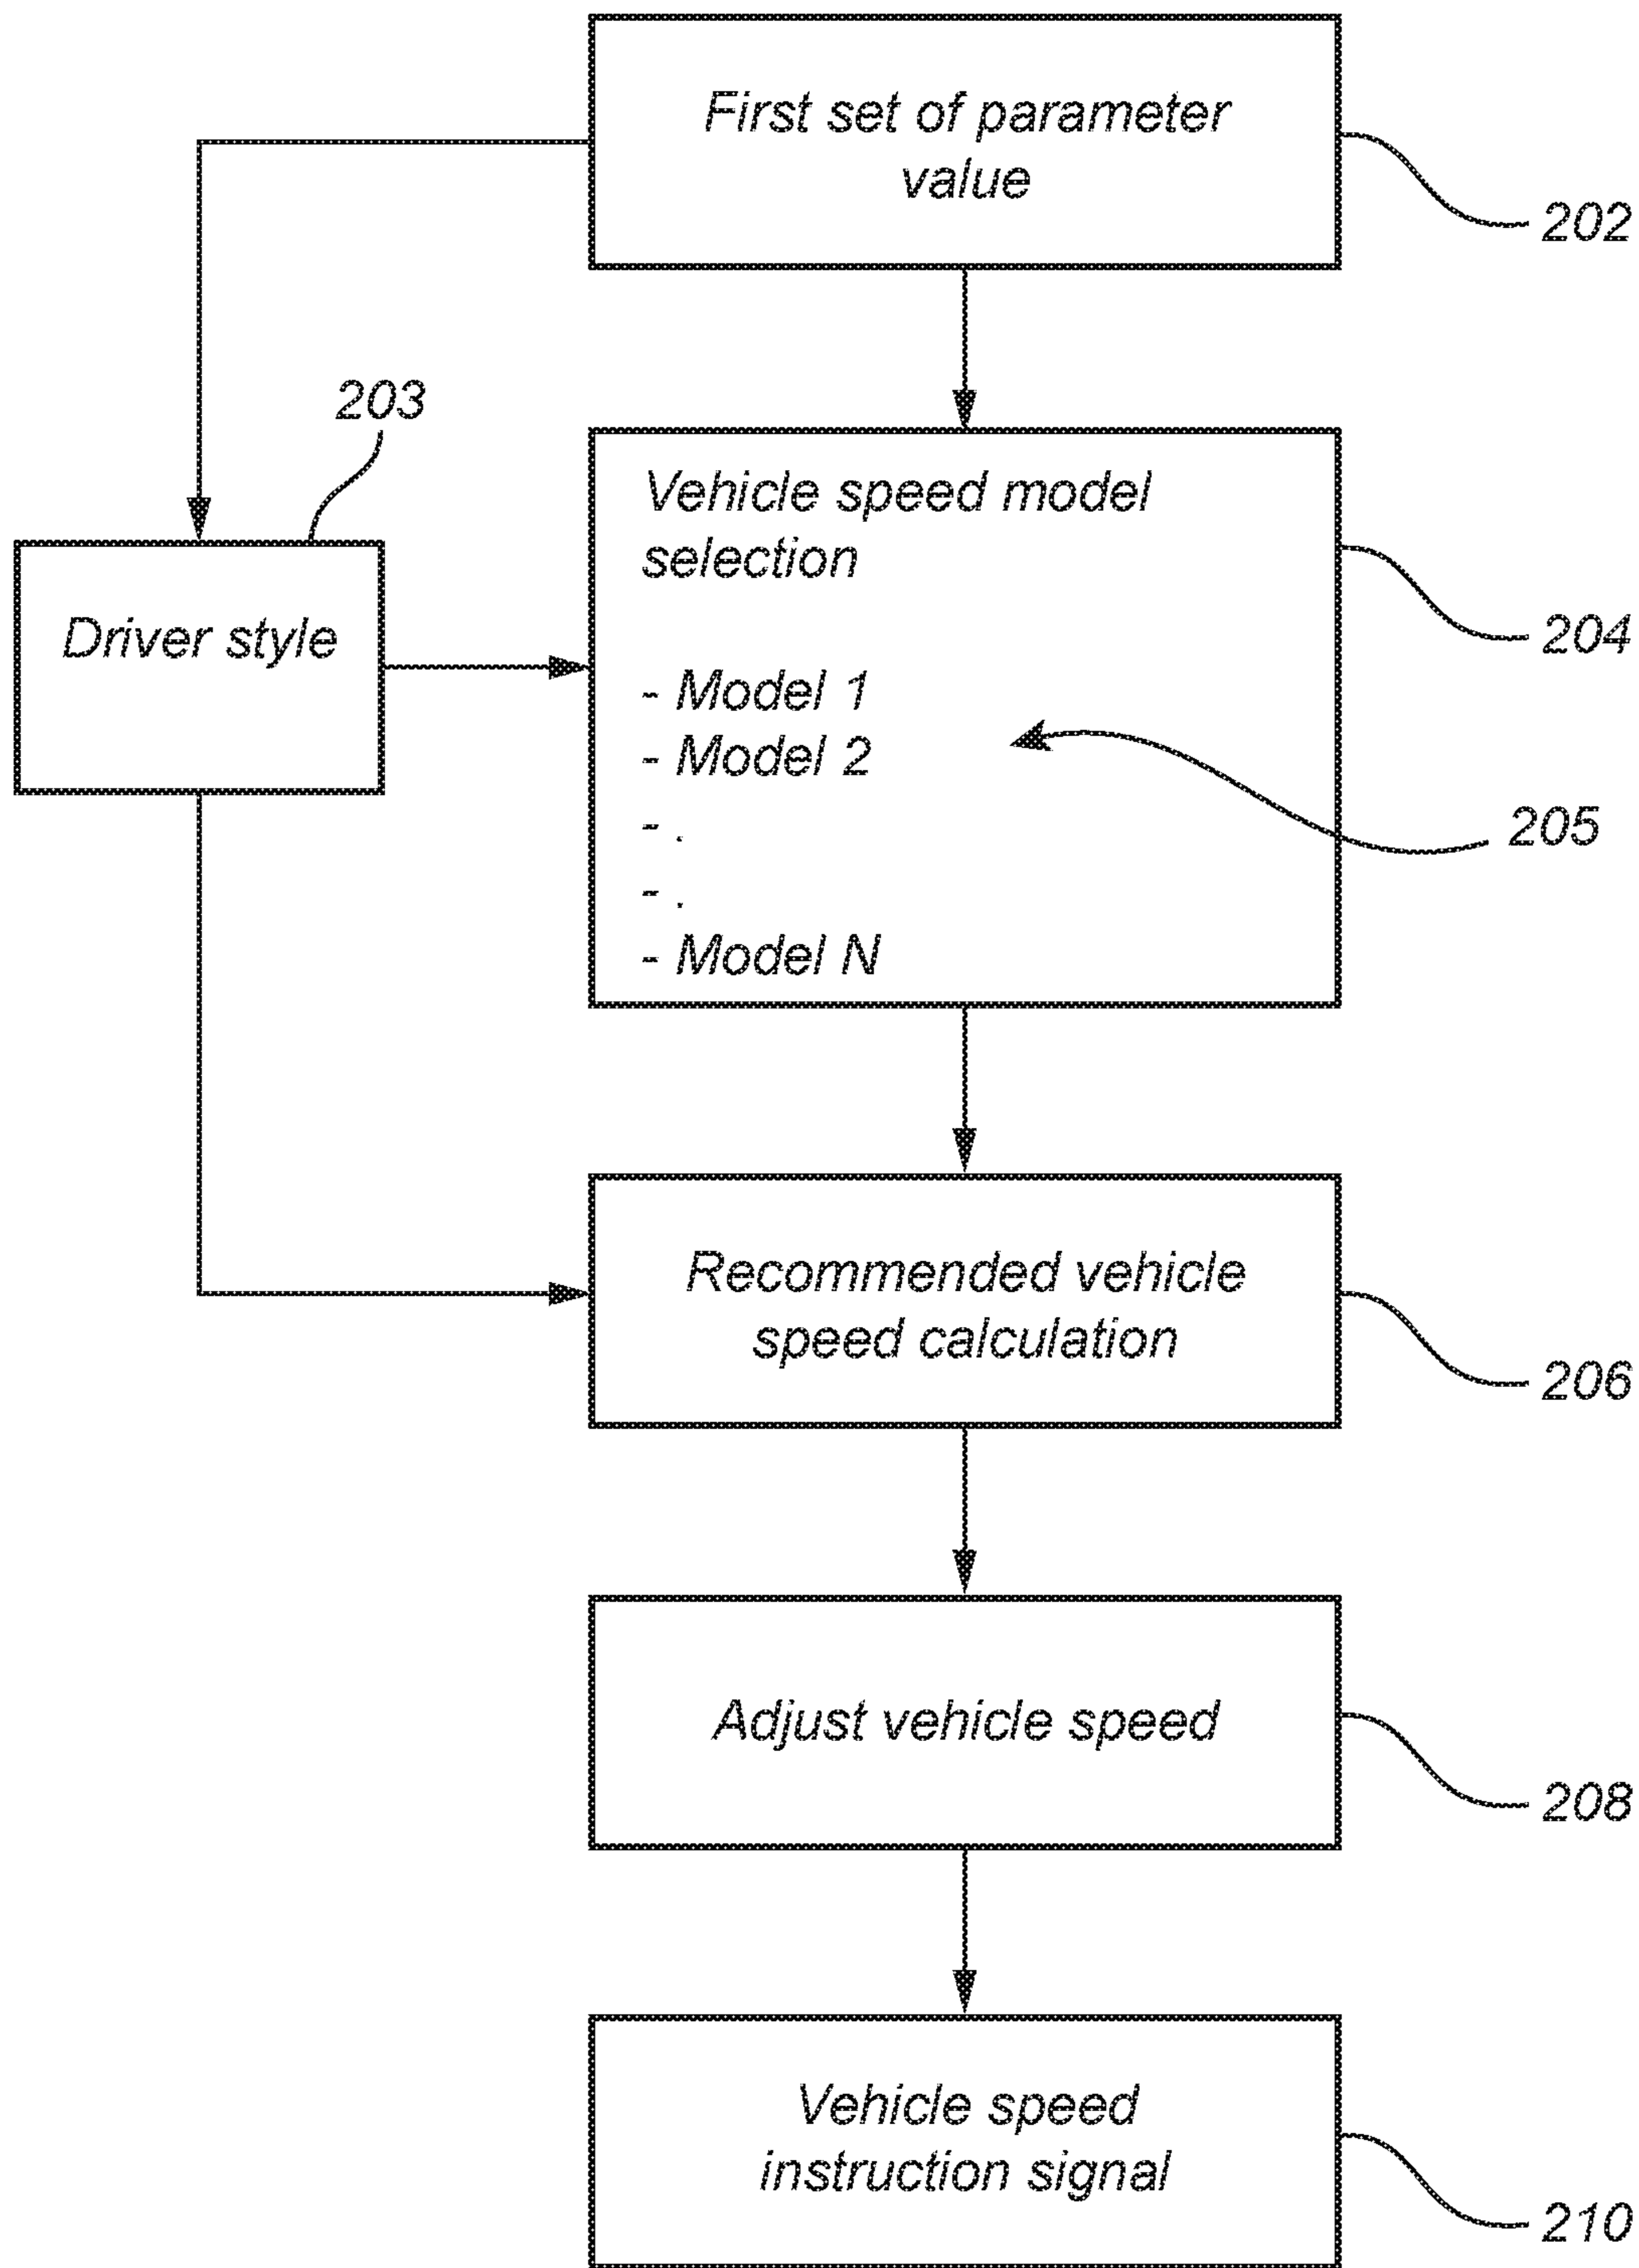 First set of parameter
value
202
203
Driver style
Vehicle speed model
selection
- Model 1
- Model 2
- .
- .
- Model N
204
205
Recommended vehicle
speed calculation
206
Adjust vehicle speed
208
Vehicle speed
instruction signal
210